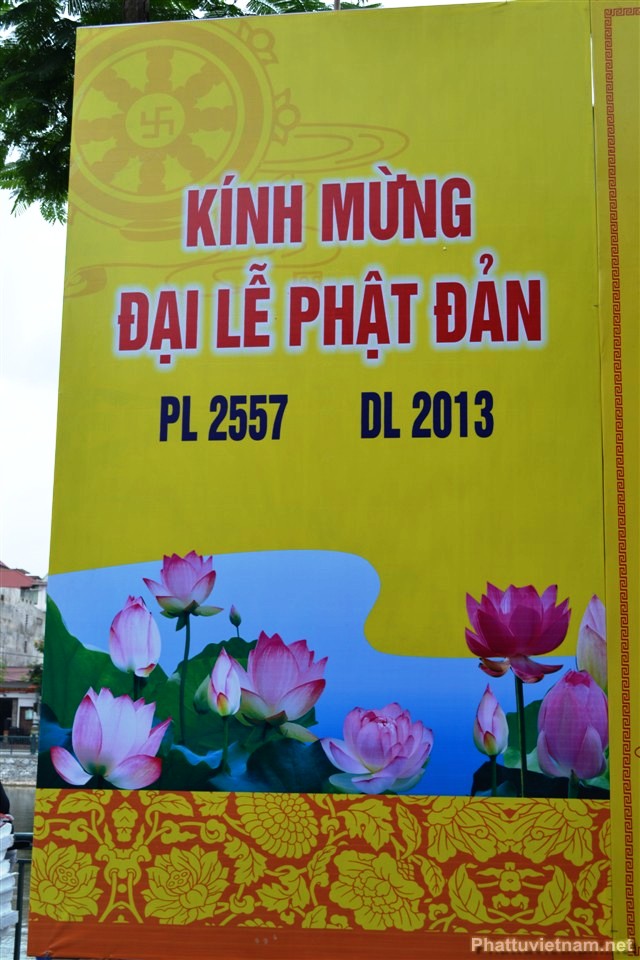 KÍNH MỪNG
ĐẠI LỄ PHẬT ĐẢN
PL 2557 DL 2013
Phattuvietnam.net